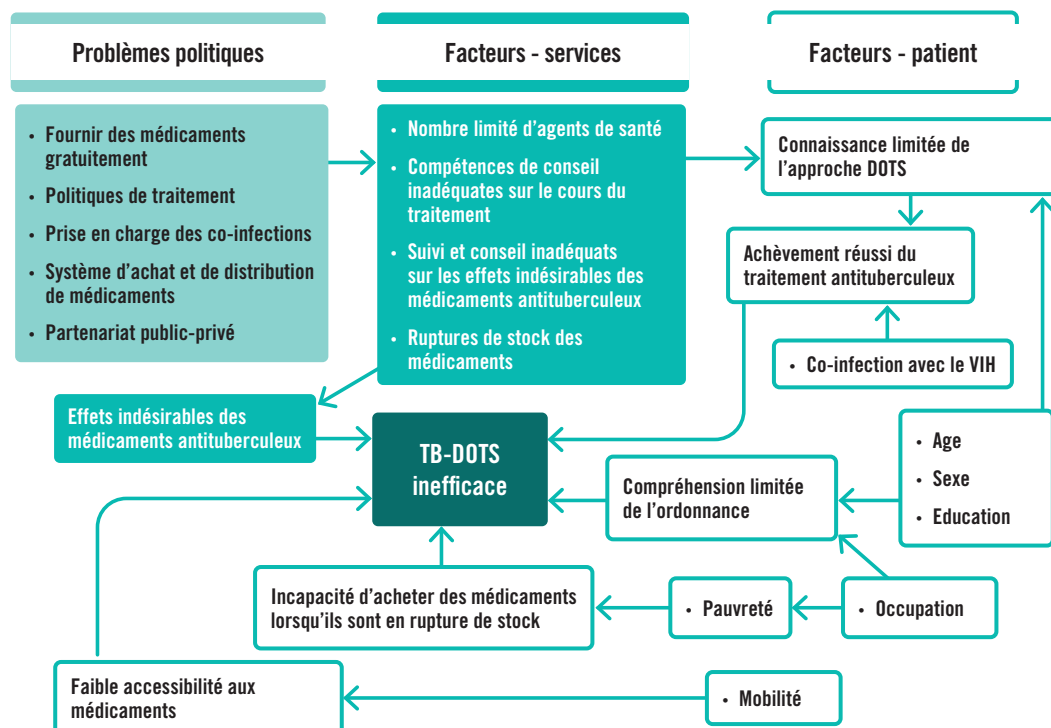 Problèmes politiques
Facteurs - services
Facteurs - patient
• Fournir des médicaments
gratuitement
• Politiques de traitement
• Prise en charge des co-infections
• Système d'achat et de distribution
de médicaments
• Partenariat public-privé
• Nombre limité d'agents de santé
• Compétences de conseil
inadéquates sur le cours du
traitement
• Suivi et conseil inadéquats
sur les effets indésirables des
médicaments antituberculeux
• Ruptures de stock des
médicaments
Connaissance limitée de
l'approche DOTS
Achèvement réussi du
traitement antituberculeux
• Co-infection avec le VIH
Effets indésirables des
médicaments antituberculeux
TB-DOTS
inefficace
Compréhension limitée
de l'ordonnance
• Age
• Sexe
• Education
Incapacité d'acheter des médicaments
lorsqu'ils sont en rupture de stock
• Pauvreté
• Occupation
Faible accessibilité aux
médicaments
• Mobilité